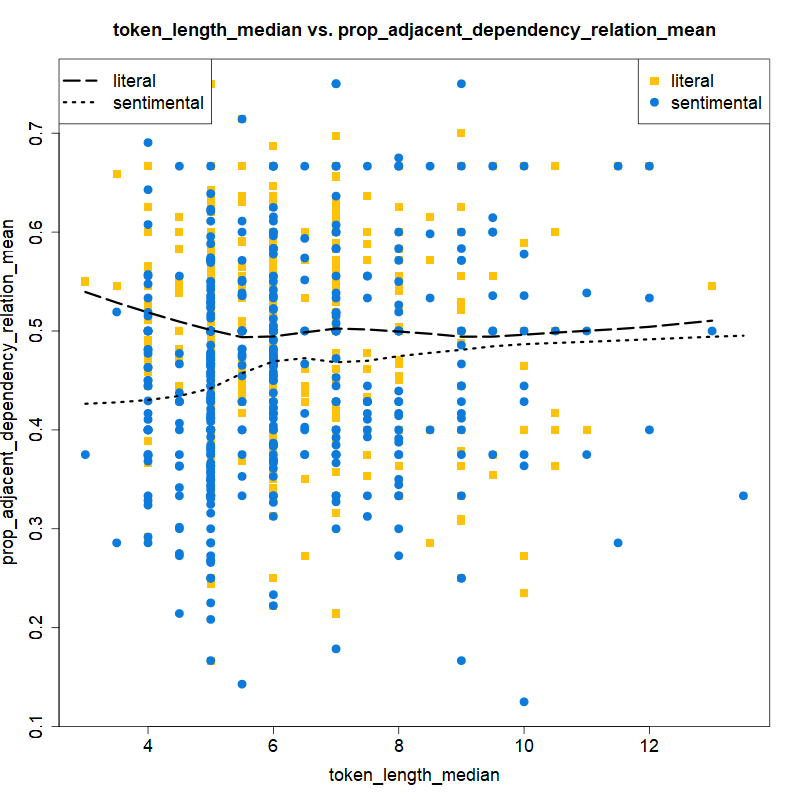 token_length_median vs. prop_adjacent_dependency_relation_mean
literal
sentimental
literal
sentimental
0.7
0.6
0.5
0.4
0.3
0.2
0.1
prop_adjacent_dependency_relation_mean
4 6 8 10 12
token_length_median